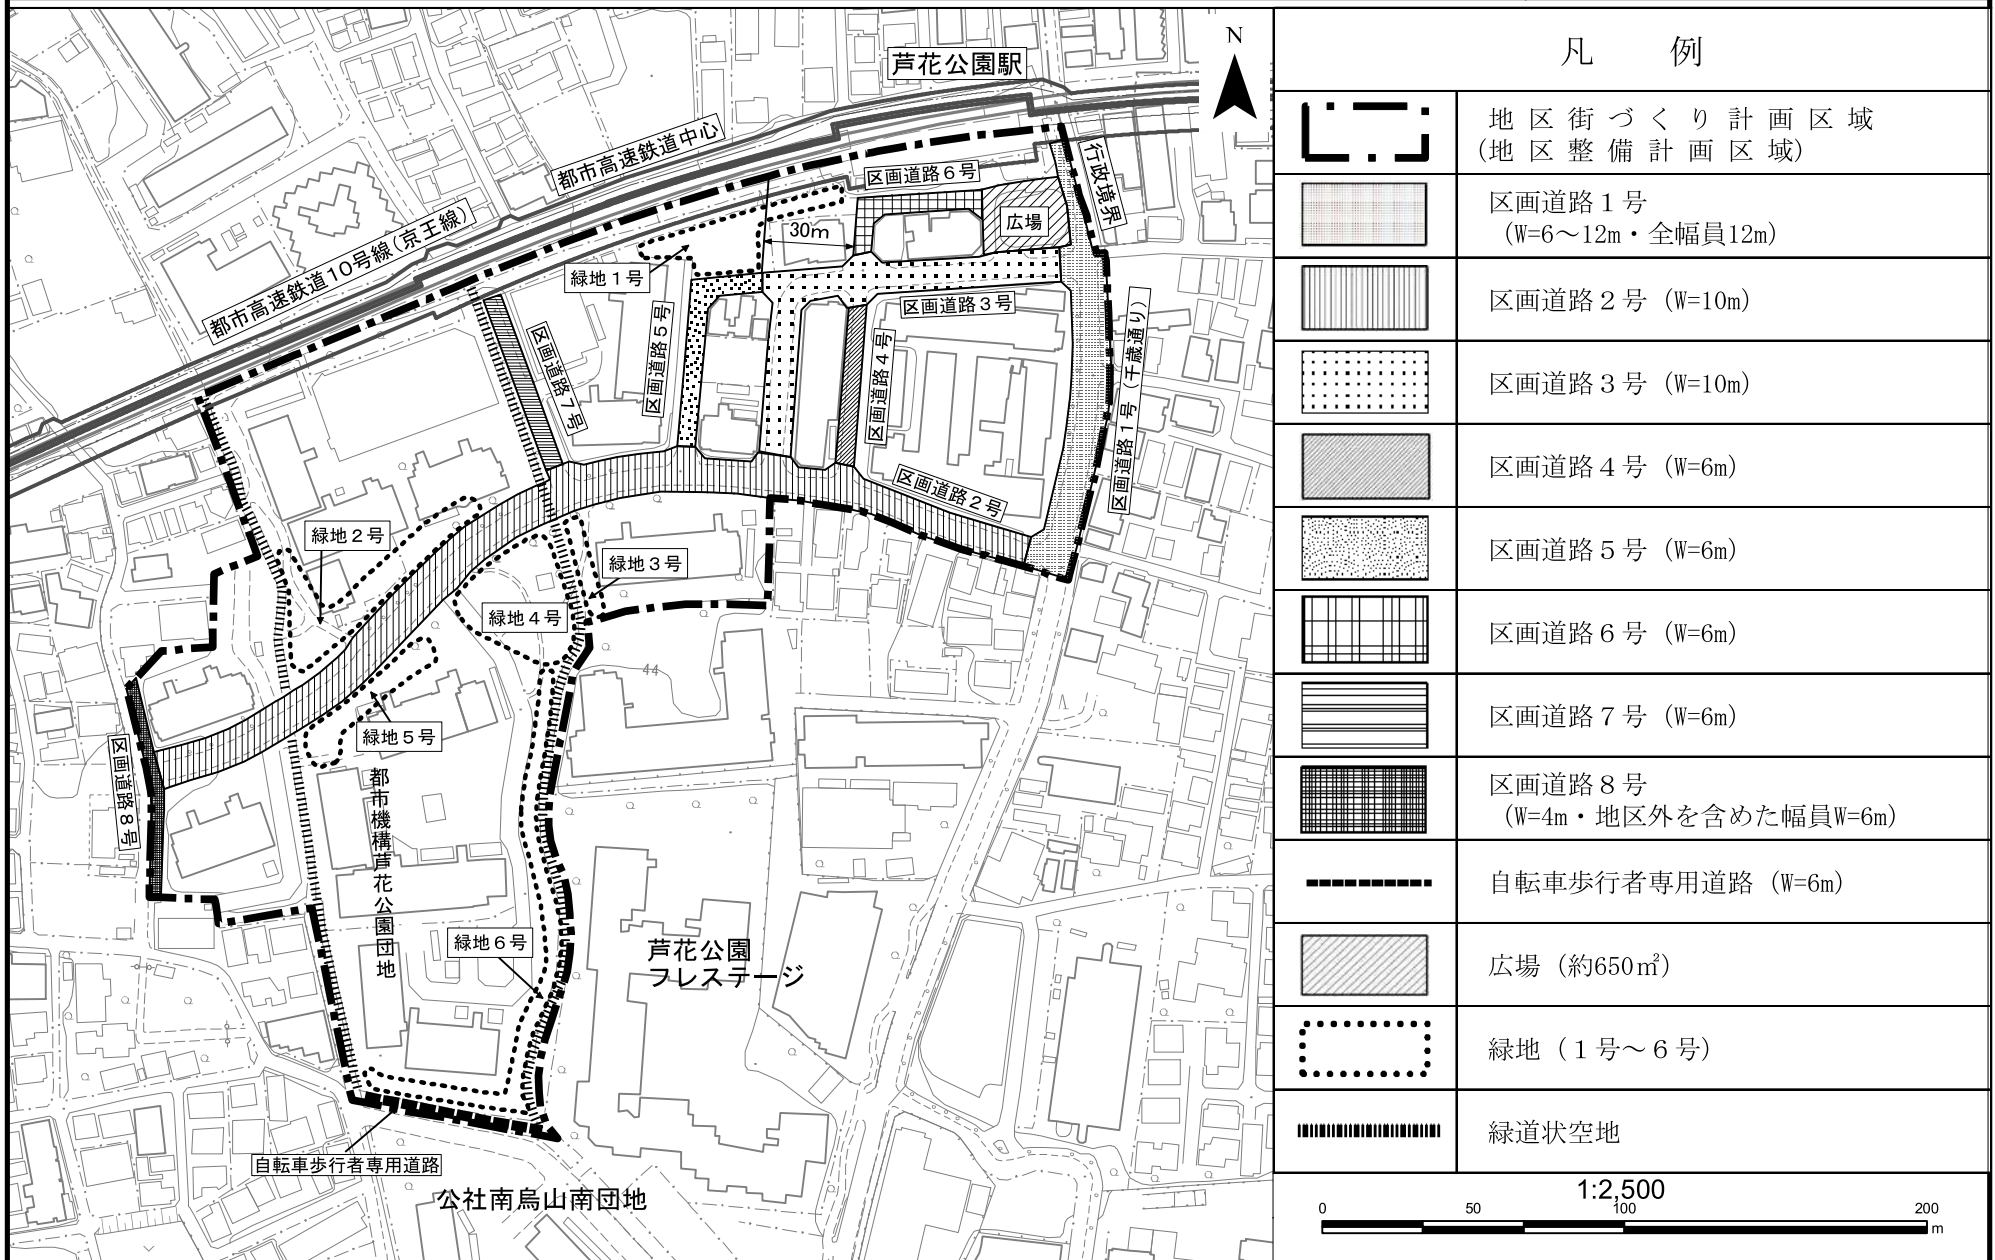 芦花公園駅
N
都市高速鉄道中心
行政境界
区画道路６号
広場
都市高速鉄道10号線(京王線)
30m
緑地１号
区画道路３号
区画道路５号
区画道路７号
区画道路４号
区画道路１号（千歳通り）
区画道路２号
緑地２号
緑地３号
緑地４号
44
緑地５号
区画道路８号
都市機構芦花公園団地
緑地６号
芦花公園
フレステージ
自転車歩行者専用道路
公社南烏山南団地
凡　例
地区街づくり計画区域
(地区整備計画区域)
区画道路１号
(W=6～12m・全幅員12m)
区画道路２号 (W=10m)
区画道路３号 (W=10m)
区画道路４号 (W=6m)
区画道路５号 (W=6m)
区画道路６号 (W=6m)
区画道路７号 (W=6m)
区画道路８号
(W=4m・地区外を含めた幅員W=6m)
自転車歩行者専用道路 (W=6m)
広場 (約650㎡)
緑地 (１号～６号)
緑道状空地
1:2,500
0 50 100 200
m